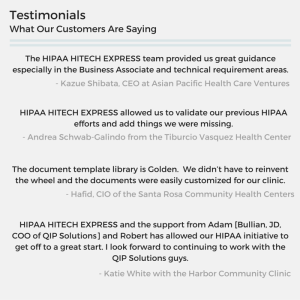 Testimonials
What Our Customers Are Saying
The HIPAA HITECH EXPRESS team provided us great guidance
especially in the Business Associate and technical requirement areas.
- Kazue Shibata, CEO at Asian Pacific Health Care Ventures
HIPAA HITECH EXPRESS allowed us to validate our previous HIPAA
efforts and add things we were missing.
- Andrea Schwab-Galindo from the Tiburcio Vasquez Health Center
The document template library is Golden.  We didn't have to reinvent
the wheel and the documents were easily customized for our clinic.
- Hafid, CIO of the Santa Rosa Community Health Centers
HIPAA HITECH EXPRESS and the support from Adam [Bullian, JD,
COO of QIP Solutions] and Robert has allowed our HIPAA initiative to
get off to a great start. I look forward to continuing to work with the
QIP Solutions guys.
- Katie White with the Harbor Community Clinic